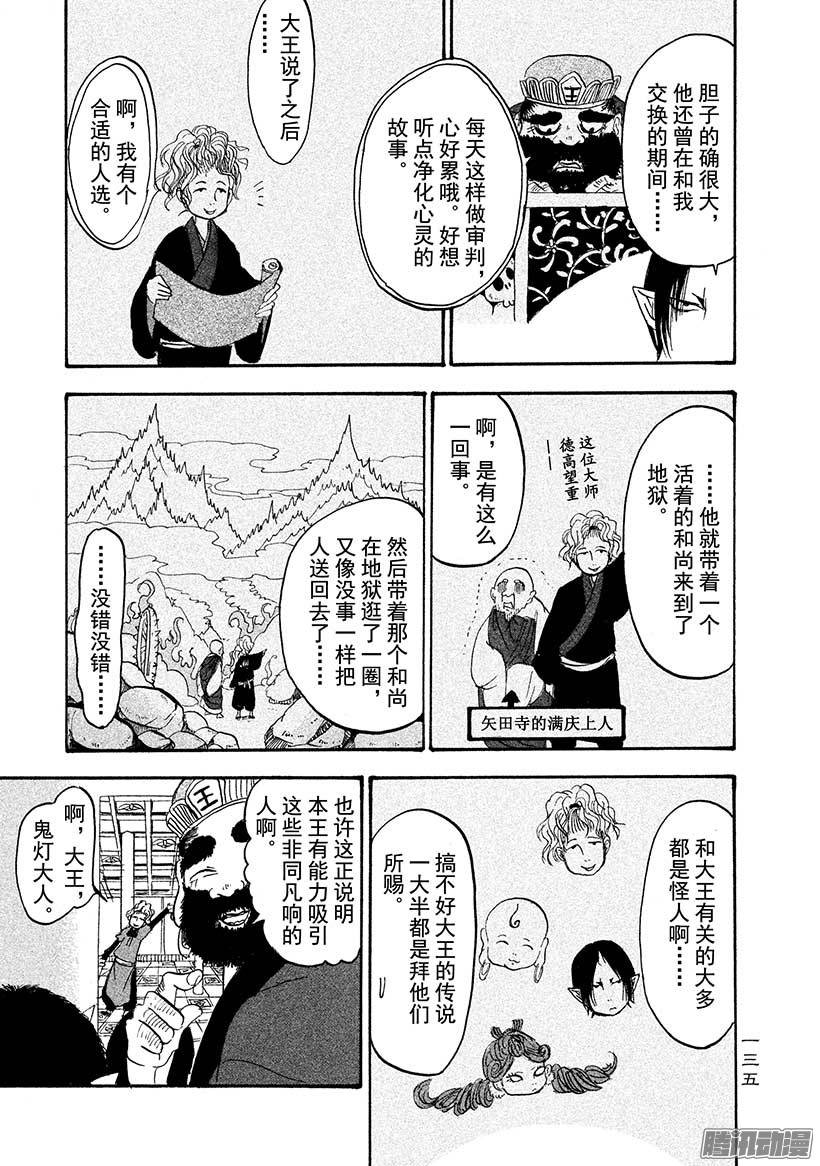 胆子的确很大，
他还曾在和我
交换的期间……
王
每天这样做审判，
心好累哦。好想
听点净化心灵的
故事。
大王说了之后
……
啊，我有个
合适的人选。
……他就带着一个
活着的和尚来到了
地狱。
这位大师
德高望重
——
啊，是有这么
一回事。
矢田寺的满庆上人
然后带着那个和尚
在地狱逛了一圈，
又像没事一样把
人送回去了……
……没错没错……
和大王有关的大多
都是怪人啊……
搞不好大王的传说
一大半都是拜他们
所赐。
王
也许这正说明
本王有能力吸引
这些非同凡响的
人啊。
啊，大王，
鬼灯大人。
一三五
腾讯动漫